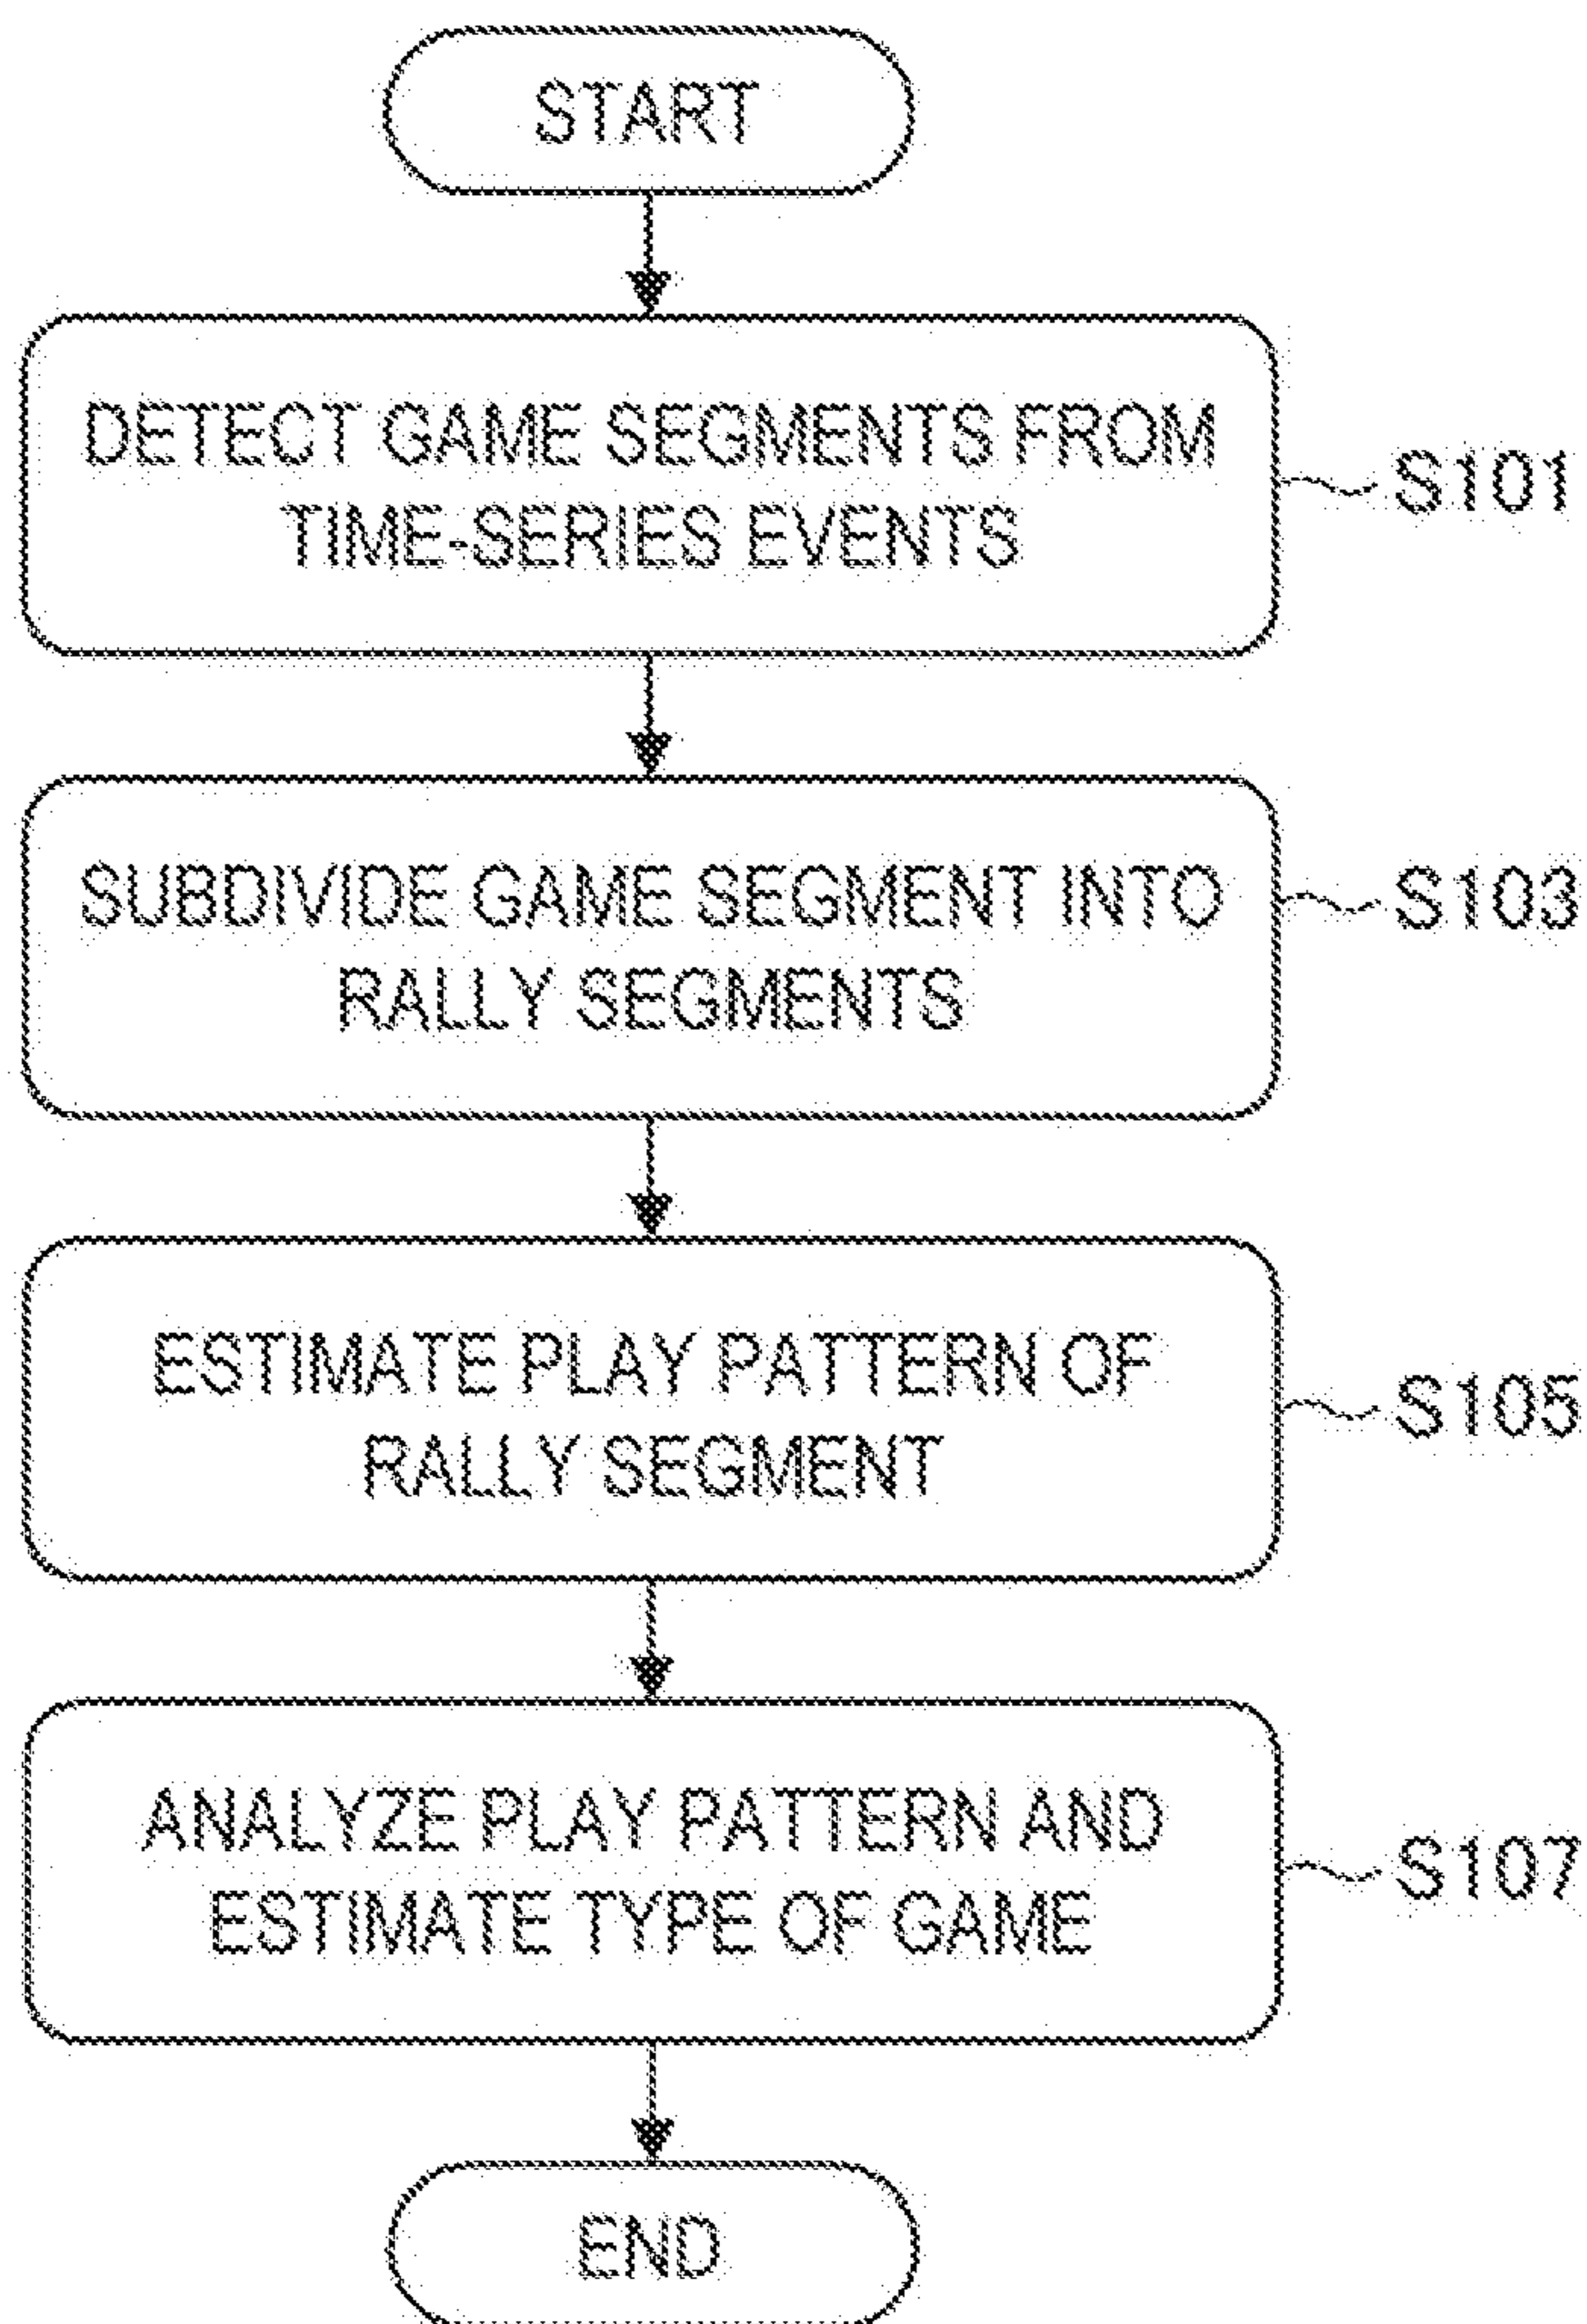 START
DETECT GAME SEGMENTS FROM
TIME-SERIES EVENTS
S101
SUBDIVIDE GAME SEGMENT INTO
RALLY SEGMENTS
S103
ESTIMATE PLAY PATTERN OF
RALLY SEGMENT
S105
ANALYZE PLAY PATTERN AND
ESTIMATE TYPE OF GAME
S107
END